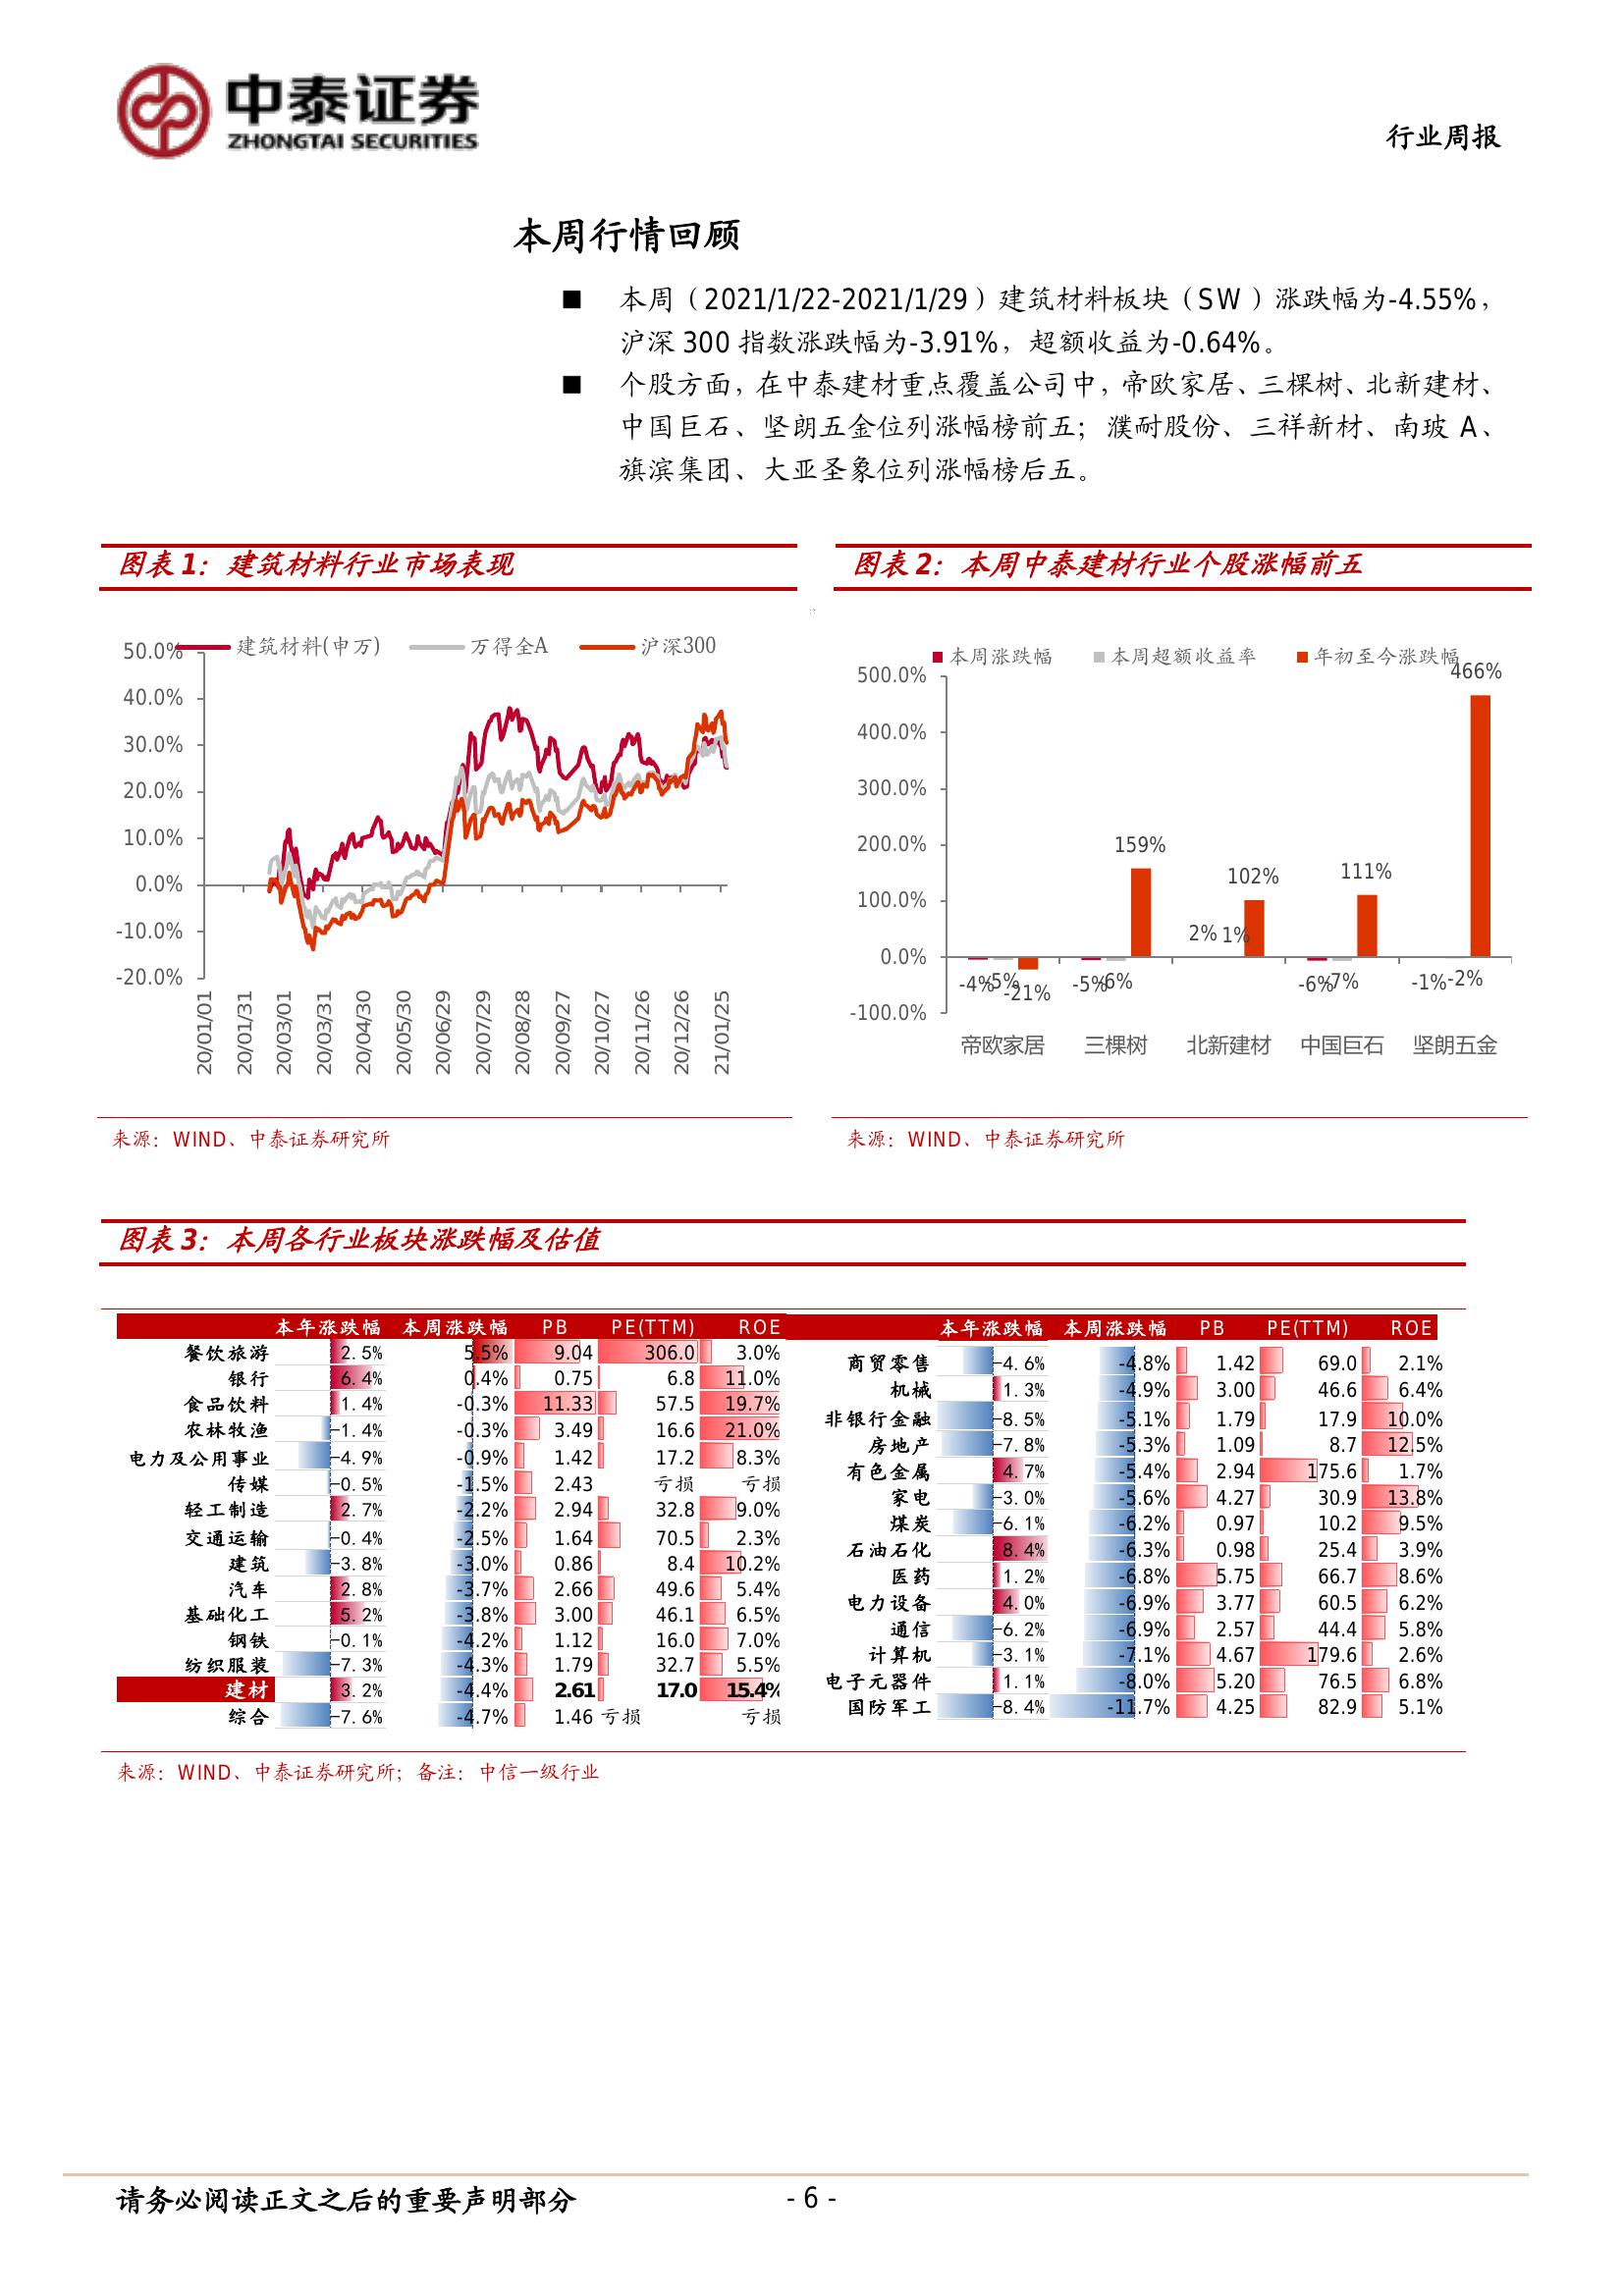 中泰证券
ZHONGTAI SECURITIES
行业周报
本周行情回顾
■ 本周（2021/1/22-2021/1/29）建筑材料板块（SW）涨跌幅为-4.55%，
沪深 300 指数涨跌幅为-3.91%，超额收益为-0.64%。
■ 个股方面，在中泰建材重点覆盖公司中，帝欧家居、三棵树、北新建材、
中国巨石、坚朗五金位列涨幅榜前五；濮耐股份、三祥新材、南玻 A、
旗滨集团、大亚圣象位列涨幅榜后五。
图表 1：建筑材料行业市场表现
建筑材料(申万) 万得全A 沪深300
50.0%
40.0%
30.0%
20.0%
10.0%
0.0%
-10.0%
-20.0%
20/01/01 20/01/31 20/03/01 20/03/31 20/04/30 20/05/30 20/06/29 20/07/29 20/08/28 20/09/27 20/10/27 20/11/26 20/12/26 21/01/25
来源：WIND、中泰证券研究所
图表 2：本周中泰建材行业个股涨幅前五
本周涨跌幅 本周超额收益率 年初至今涨跌幅
500.0%
400.0%
300.0%
200.0%
100.0%
0.0%
-100.0%
466%
159%
111%
102%
2% 1%
-4% -5% -21% -5% -6% -6% -7% -1% -2%
帝欧家居 三棵树 北新建材 中国巨石 坚朗五金
来源：WIND、中泰证券研究所
图表 3：本周各行业板块涨跌幅及估值
本年涨跌幅 本周涨跌幅 PB PE(TTM) ROE
餐饮旅游 2.5% 5.5% 9.04 306.0 3.0%
银行 6.4% 0.4% 0.75 6.8 11.0%
食品饮料 1.4% -0.3% 11.33 57.5 19.7%
农林牧渔 -1.4% -0.3% 3.49 16.6 21.0%
电力及公用事业 -4.9% -0.9% 1.42 17.2 8.3%
传媒 -0.5% -1.5% 2.43 亏损 亏损
轻工制造 2.7% -2.2% 2.94 32.8 9.0%
交通运输 -0.4% -2.5% 1.64 70.5 2.3%
建筑 -3.8% -3.0% 0.86 8.4 10.2%
汽车 2.8% -3.7% 2.66 49.6 5.4%
基础化工 5.2% -3.8% 3.00 46.1 6.5%
钢铁 -0.1% -4.2% 1.12 16.0 7.0%
纺织服装 -7.3% -4.3% 1.79 32.7 5.5%
建材 3.2% -4.4% 2.61 17.0 15.4%
综合 -7.6% -4.7% 1.46 亏损 亏损
本年涨跌幅 本周涨跌幅 PB PE(TTM) ROE
商贸零售 -4.6% -4.8% 1.42 69.0 2.1%
机械 1.3% -4.9% 3.00 46.6 6.4%
非银行金融 -8.5% -5.1% 1.79 17.9 10.0%
房地产 -7.8% -5.3% 1.09 8.7 12.5%
有色金属 4.7% -5.4% 2.94 175.6 1.7%
家电 -3.0% -5.6% 4.27 30.9 13.8%
煤炭 -6.1% -6.2% 0.97 10.2 9.5%
石油石化 8.4% -6.3% 0.98 25.4 3.9%
医药 1.2% -6.8% 5.75 66.7 8.6%
电力设备 4.0% -6.9% 3.77 60.5 6.2%
通信 -6.2% -6.9% 2.57 44.4 5.8%
计算机 -3.1% -7.1% 4.67 179.6 2.6%
电子元器件 1.1% -8.0% 5.20 76.5 6.8%
国防军工 -8.4% -11.7% 4.25 82.9 5.1%
来源：WIND、中泰证券研究所；备注：中信一级行业
请务必阅读正文之后的重要声明部分
- 6 -